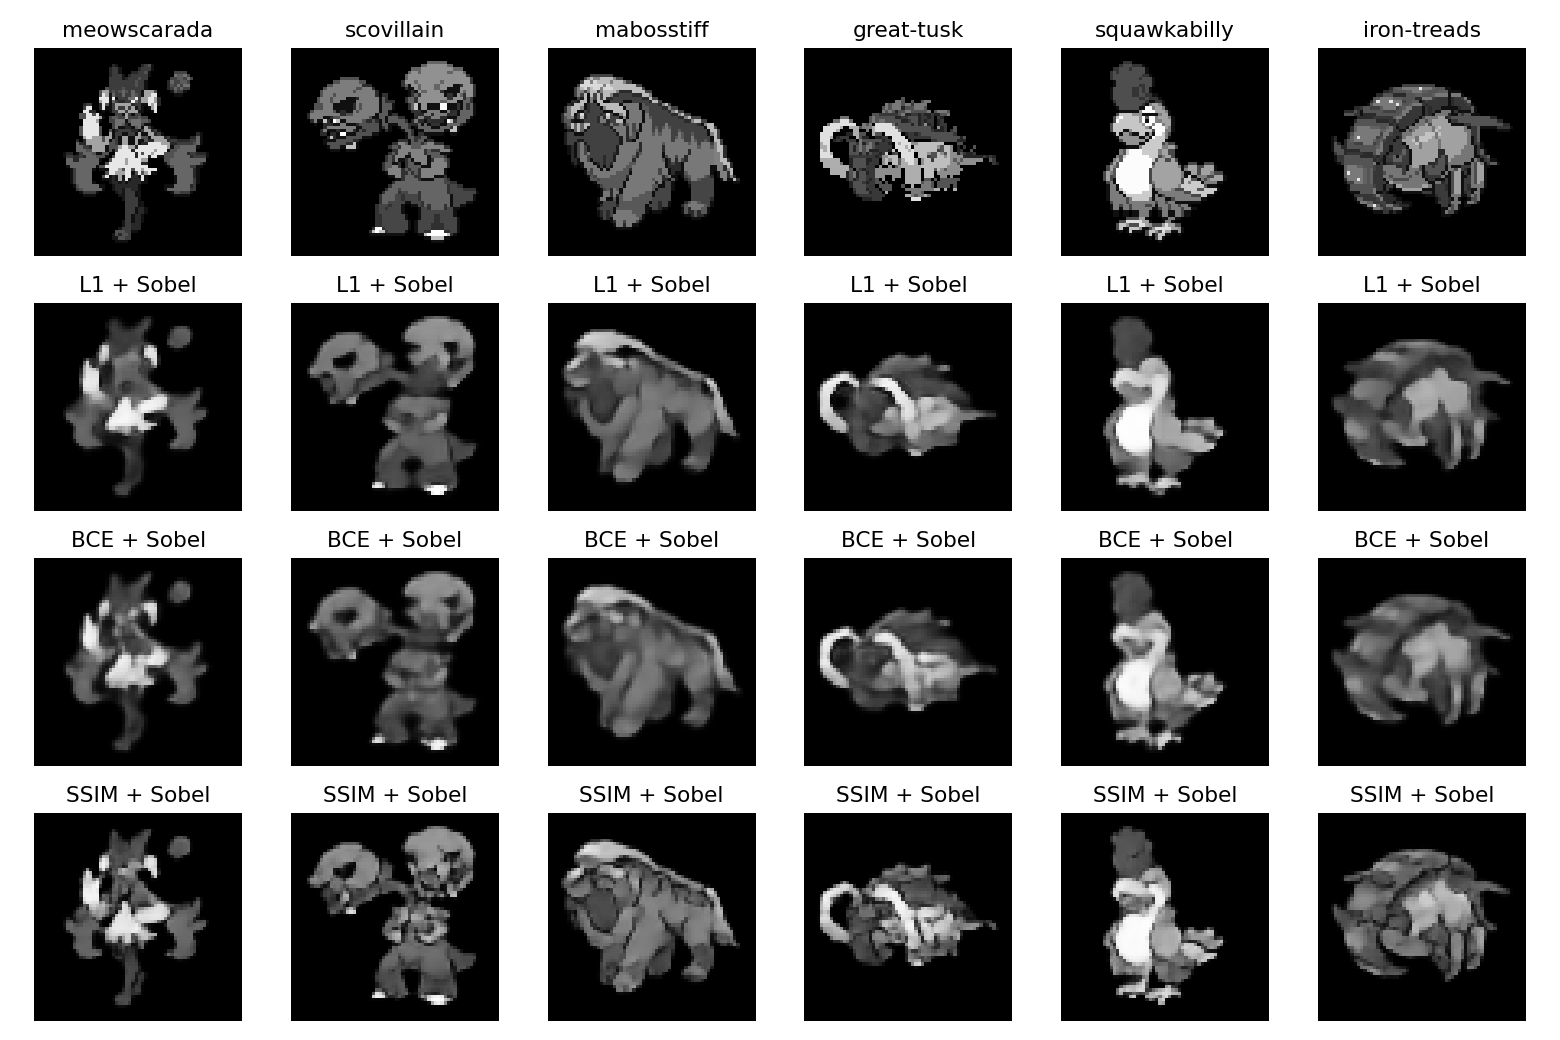 meowscarada scovillain mabosstiff great-tusk squawkabilly iron-treads
L1 + Sobel L1 + Sobel L1 + Sobel L1 + Sobel L1 + Sobel L1 + Sobel
BCE + Sobel BCE + Sobel BCE + Sobel BCE + Sobel BCE + Sobel BCE + Sobel
SSIM + Sobel SSIM + Sobel SSIM + Sobel SSIM + Sobel SSIM + Sobel SSIM + Sobel